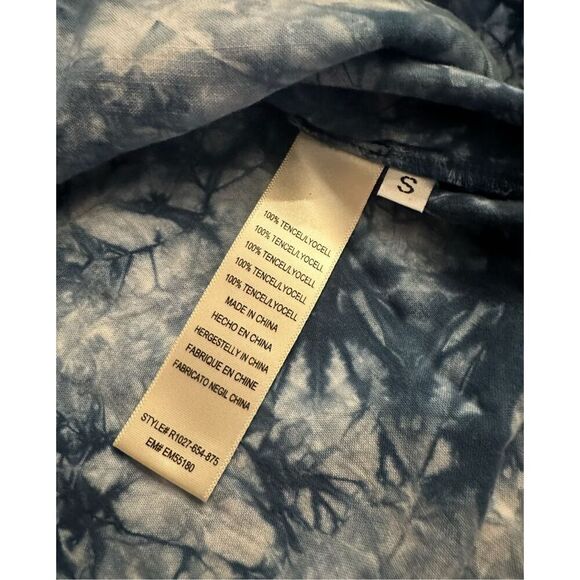 S
100% TENCEL/LYOCELL
100% TENCEL/LYOCELL
100% TENCEL/LYOCELL
100% TENCEL/LYOCELL
100% TENCEL/LYOCELL
MADE IN CHINA
HECHO EN CHINA
HERGESTELLY IN CHINA
FABRIQUE EN CHINE
FABRICATO NEGIL CHINA
STYLE# R1027-654-875
EM# EM55180